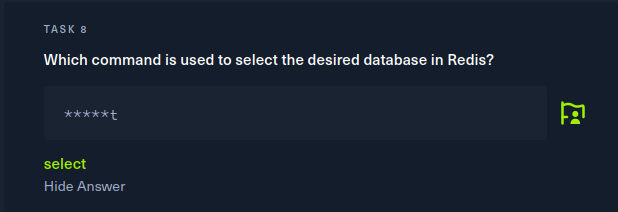 TASK 8
Which command is used to select the desired database in Redis?
*****t
select
Hide Answer